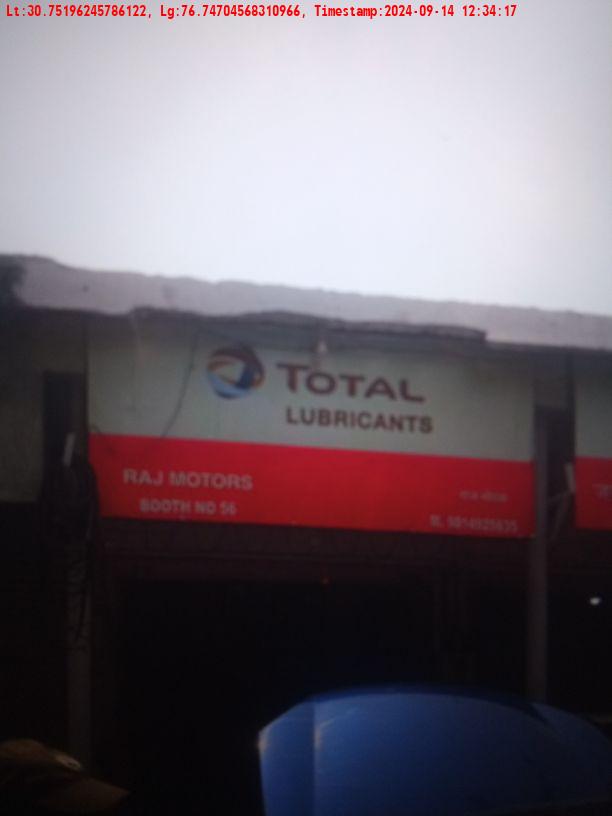 Lt:30.75196245786122, Lg:76.74704568310966, Timestamp:2024-09-14 12:34:17
TOTAL
LUBRICANTS
RAJ MOTORS
BOOTH NO 56